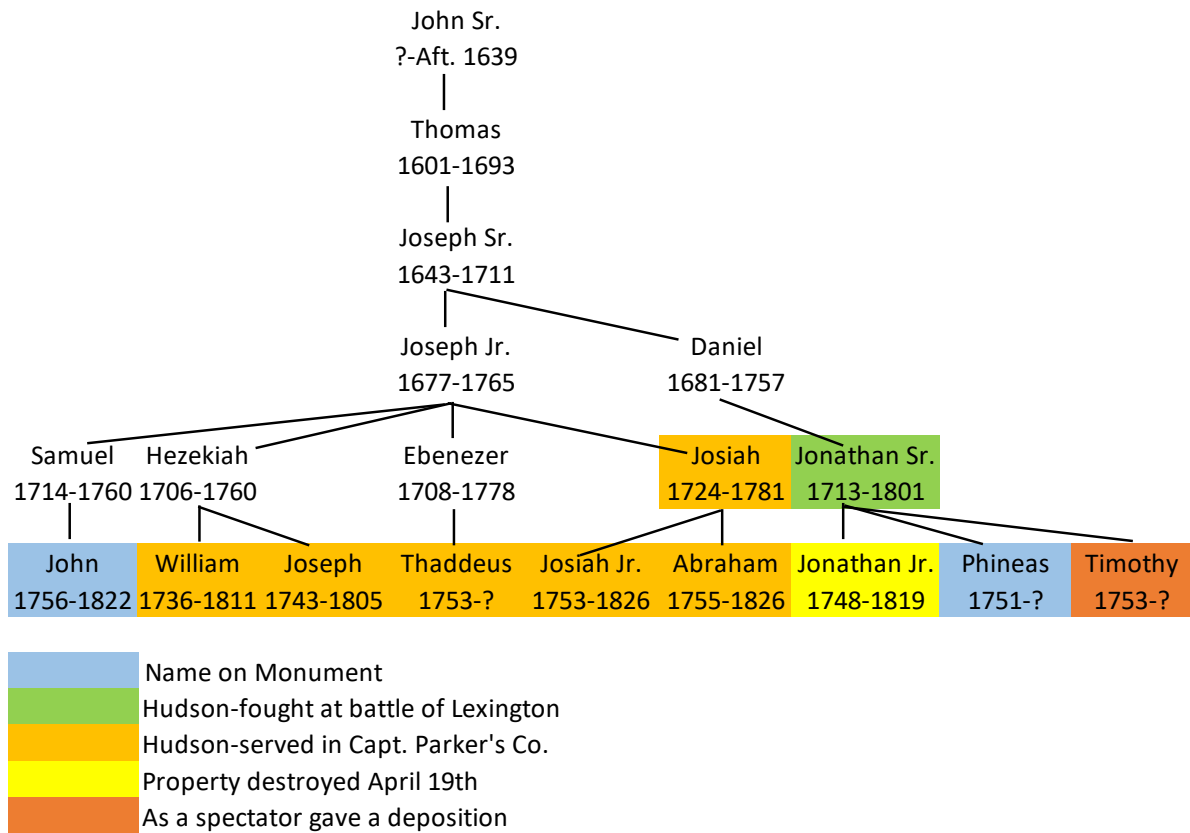 John Sr.
?-Aft. 1639
Thomas
1601-1693
Joseph Sr.
1643-1711
Joseph Jr. Daniel
1677-1765 1681-1757
Samuel Hezekiah Ebenezer Josiah Jonathan Sr.
1714-1760 1706-1760 1708-1778 1724-1781 1713-1801
John William Joseph Thaddeus Josiah Jr. Abraham Jonathan Jr. Phineas Timothy
1756-1822 1736-1811 1743-1805 1753-? 1753-1826 1755-1826 1748-1819 1751-? 1753-?
Name on Monument
Hudson-fought at battle of Lexington
Hudson-served in Capt. Parker's Co.
Property destroyed April 19th
As a spectator gave a deposition